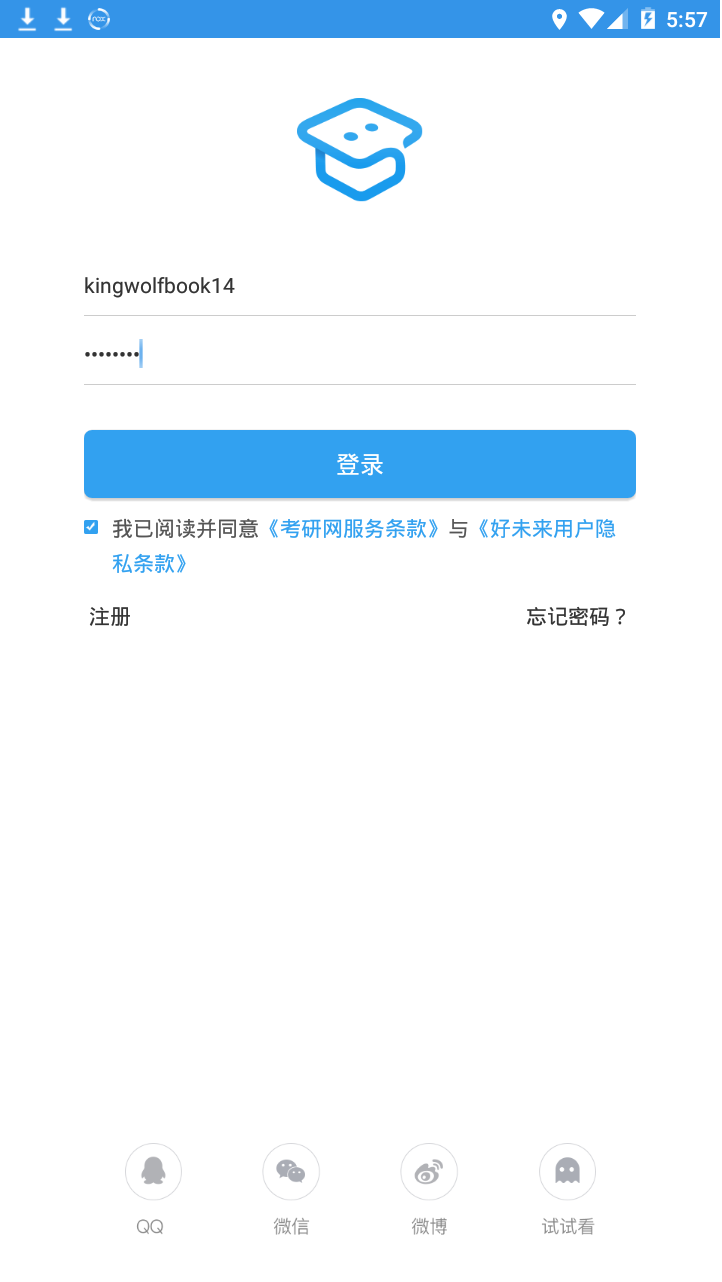 5:57
kingwolfbook14
••••••••
登录
我已阅读并同意《考研网服务条款》与《好未来用户隐
私条款》
注册 忘记密码？
QQ 微信 微博 试试看